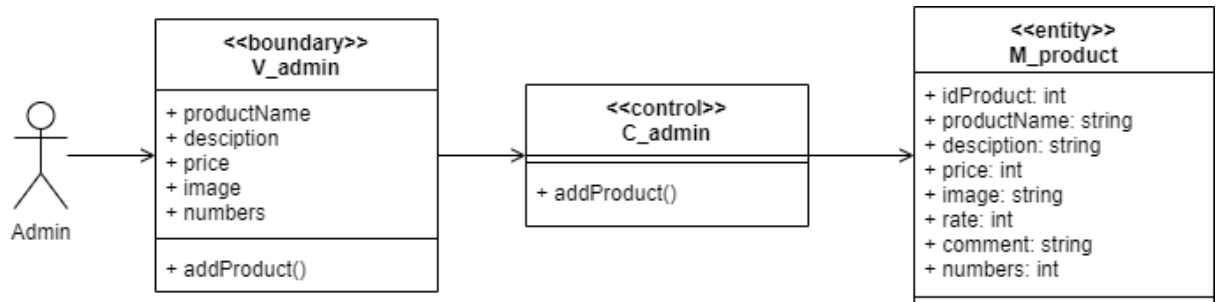 Admin
<<boundary>>
V_admin
+ productName
+ desciption
+ price
+ image
+ numbers
+ addProduct()
<<control>>
C_admin
+ addProduct()
<<entity>>
M_product
+ idProduct: int
+ productName: string
+ desciption: string
+ price: int
+ image: string
+ rate: int
+ comment: string
+ numbers: int